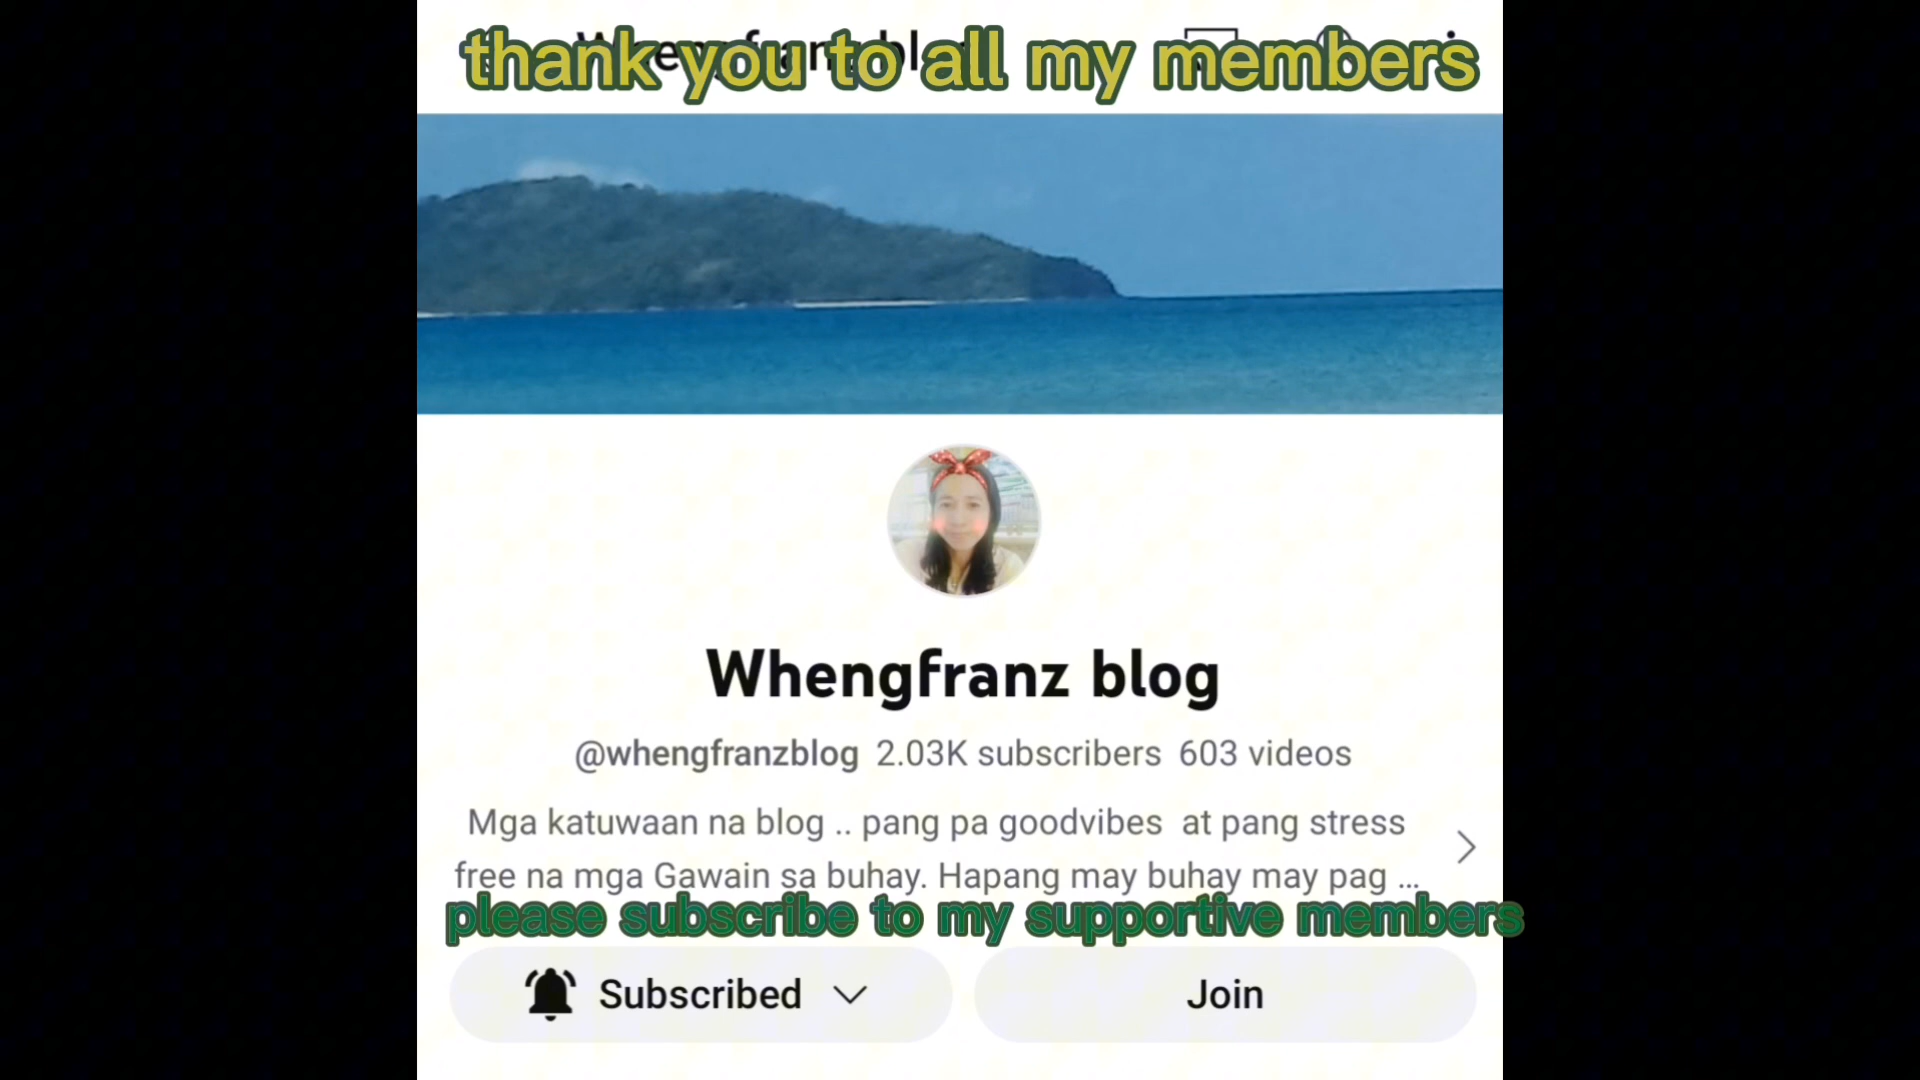 thank you to all my members
Whengfranz blog
@whengfranzblog 2.03K subscribers 603 videos
Mga katuwaan na blog .. pang pa goodvibes at pang stress
free na mga Gawain sa buhay. Hapang may buhay may pag ...
please subscribe to my supportive members
Subscribed
Join